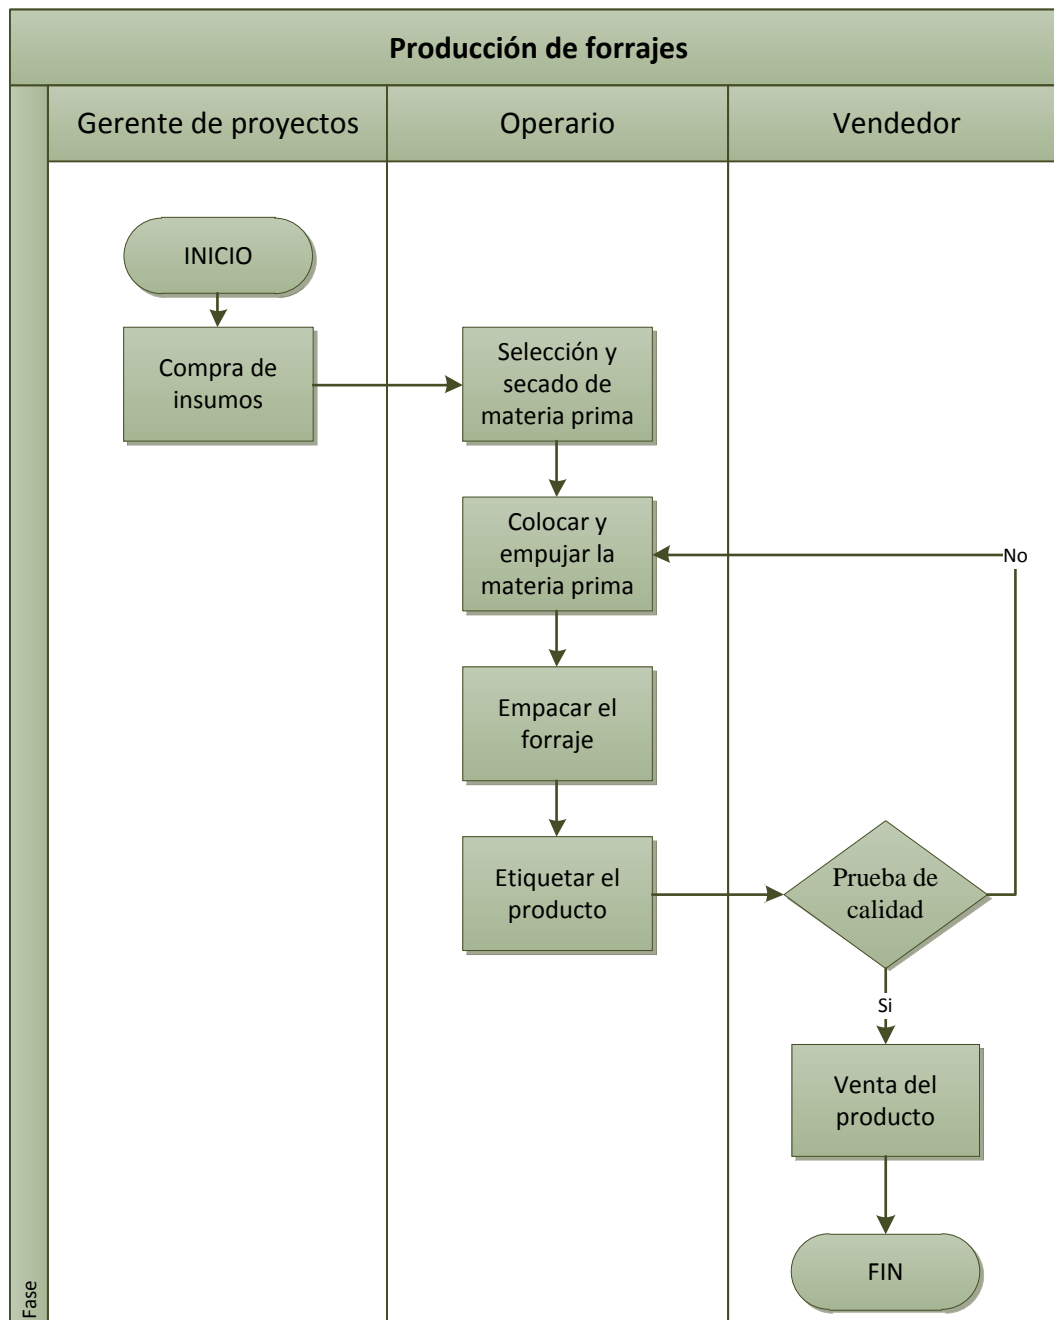 Producción de forrajes
Gerente de proyectos
Operario
Vendedor
INICIO
Compra de
insumos
Selección y
secado de
materia prima
Colocar y
empujar la
materia prima
No
Empacar el
forraje
Etiquetar el
producto
Prueba de
calidad
Si
Venta del
producto
FIN
Fase